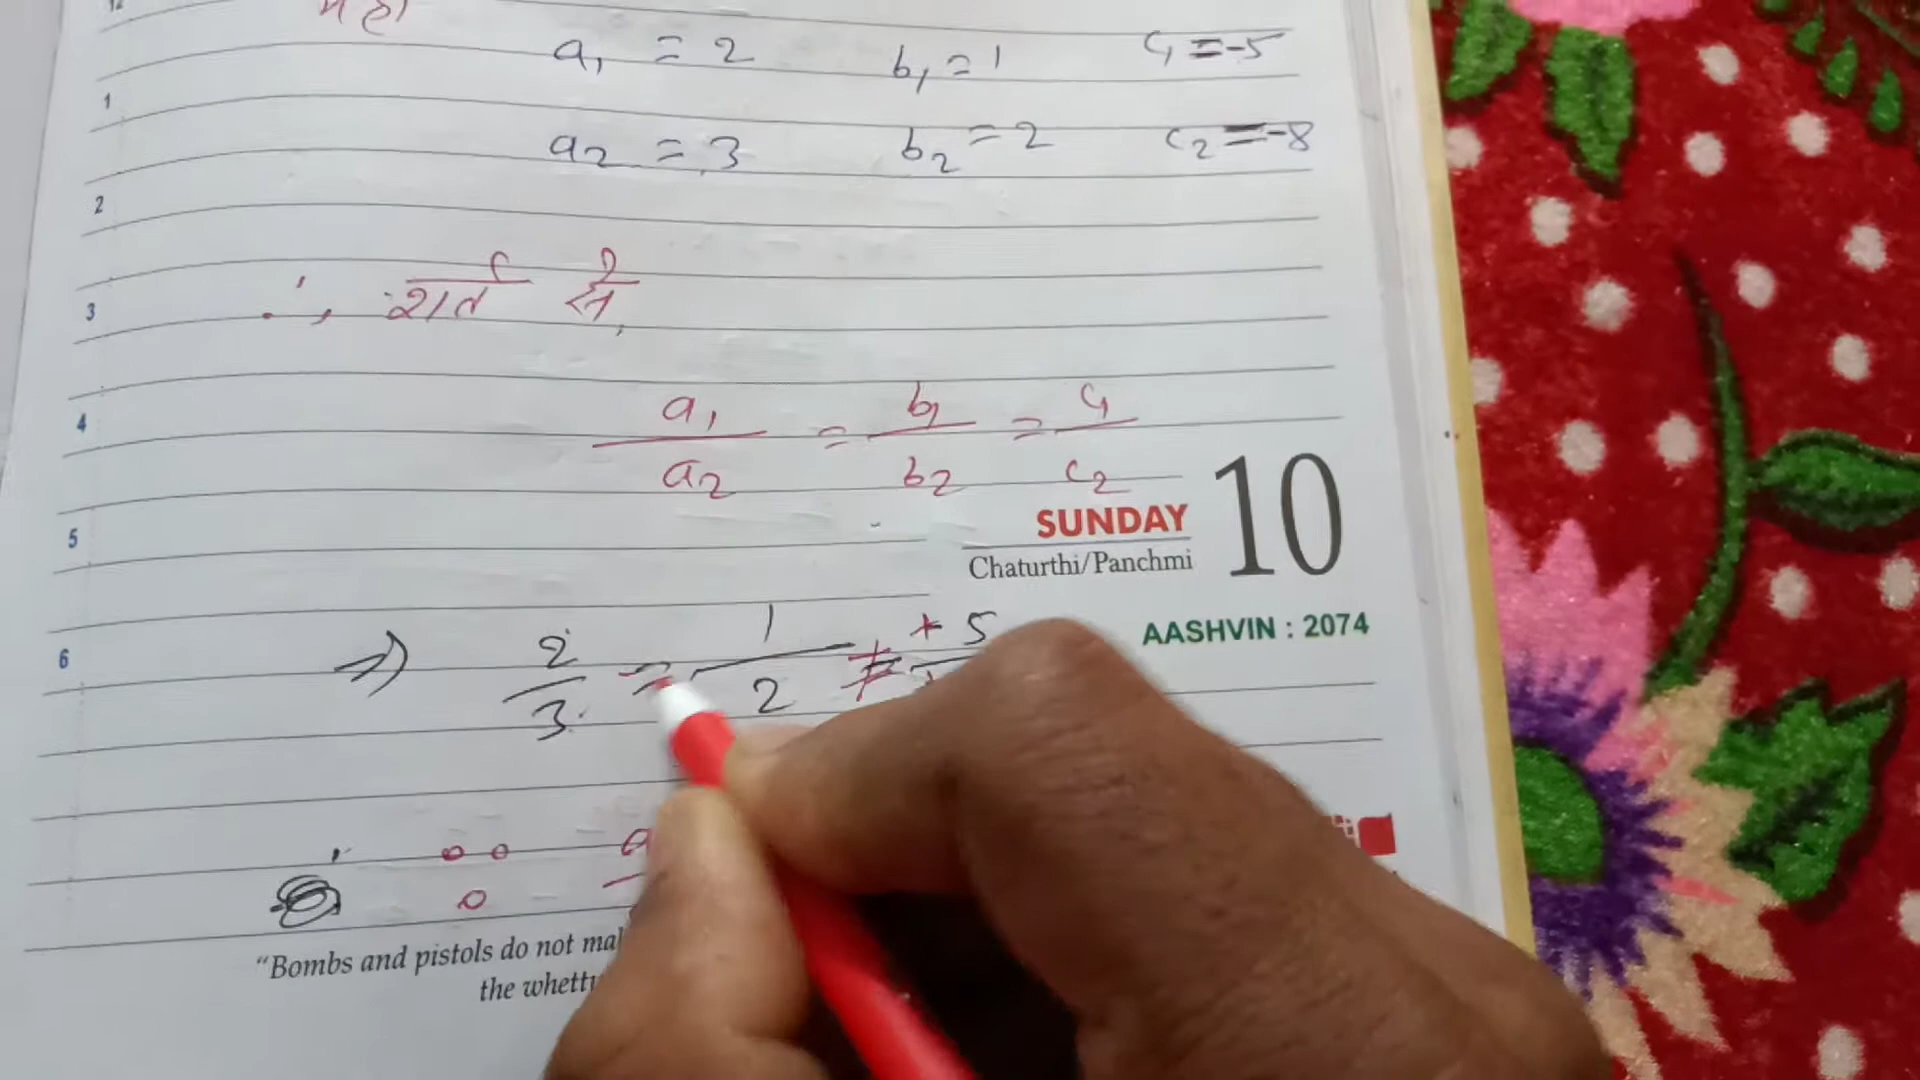 a₁ = 2 b₁ = 1 c₁ = -5
1
a₂ = 3 b₂ = 2 c₂ = -8
2
3 ∴, शर्त से,
4 a₁/a₂ = b₁/b₂ = c₁/c₂
SUNDAY 10
5 Chaturthi/Panchmi
AASHVIN : 2074
6 ⇒ 2/3 ≠ 1/2 ≠ +5
a
"Bombs and pistols do not
the